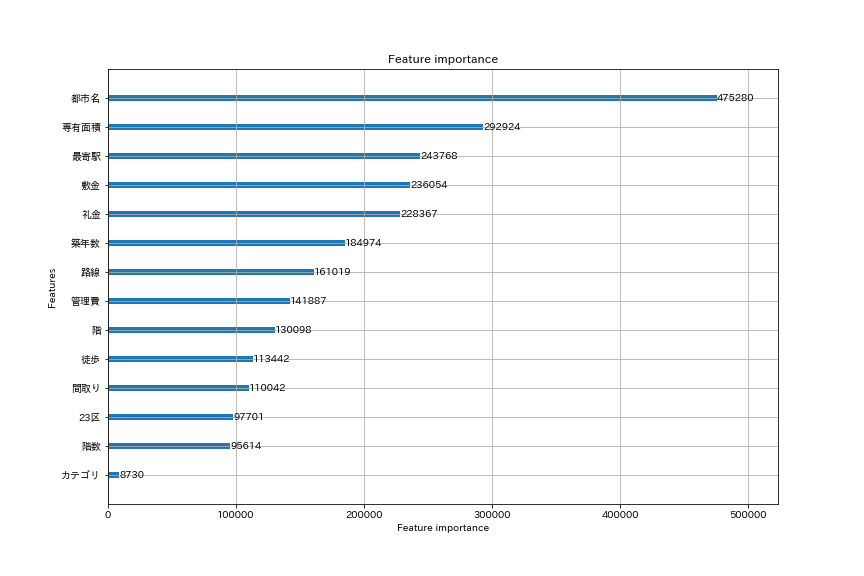 Feature importance
都市名 475280
専有面積 292924
最寄駅 243768
敷金 236054
礼金 228367
築年数 184974
路線 161019
管理費 141887
階 130098
徒歩 113442
間取り 110042
23区 97701
階数 95614
カテゴリ 8730
Features
0 100000 200000 300000 400000 500000
Feature importance